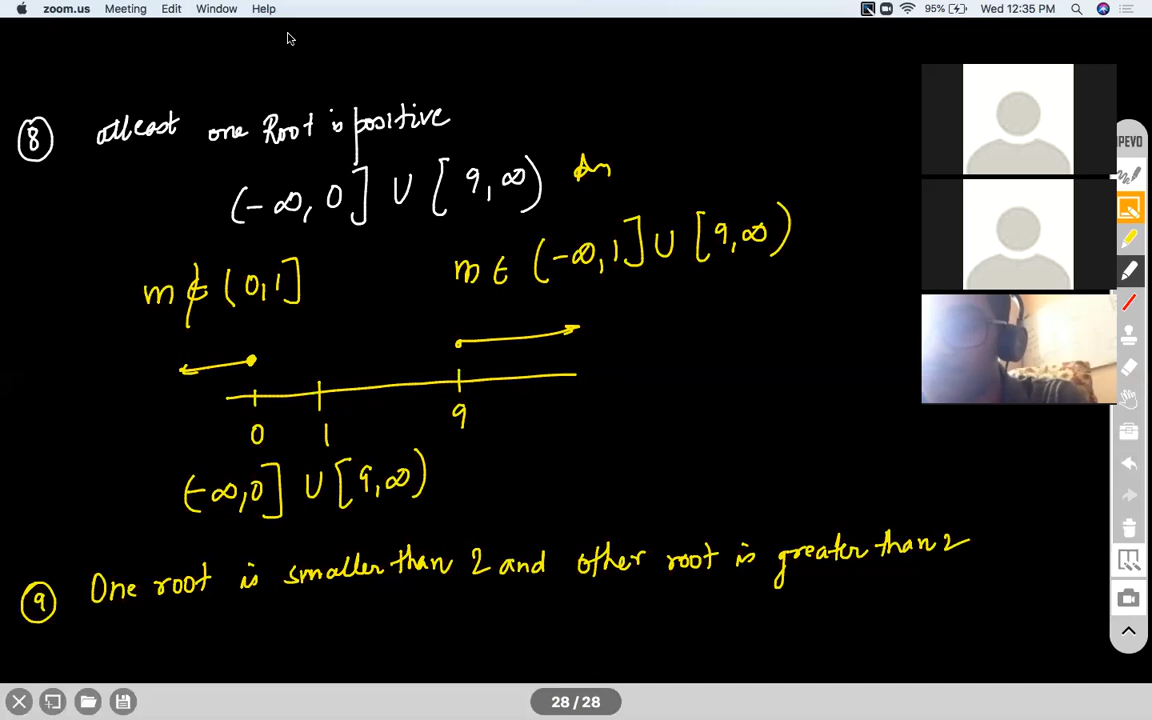 zoom.us Meeting Edit Window Help 95% Wed 12:35 PM
⑧ atleast one Root is positive
(-∞, 0] ∪ [9, ∞) Ans
m ∉ (0, 1] m ∈ (-∞, 1] ∪ [9, ∞)
0 1 9
(-∞, 0] ∪ [9, ∞)
⑨ One root is smaller than 2 and other root is greater than 2
IPEVO
28 / 28